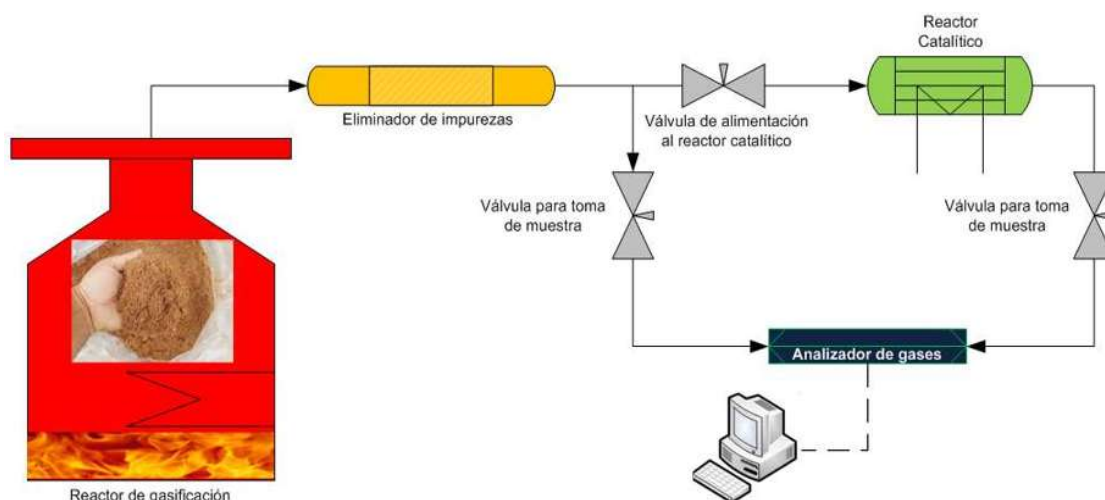 Reactor
Catalítico
Eliminador de impurezas
Válvula de alimentación
al reactor catalítico
Válvula para toma
de muestra
Válvula para toma
de muestra
Analizador de gases
Reactor de gasificación